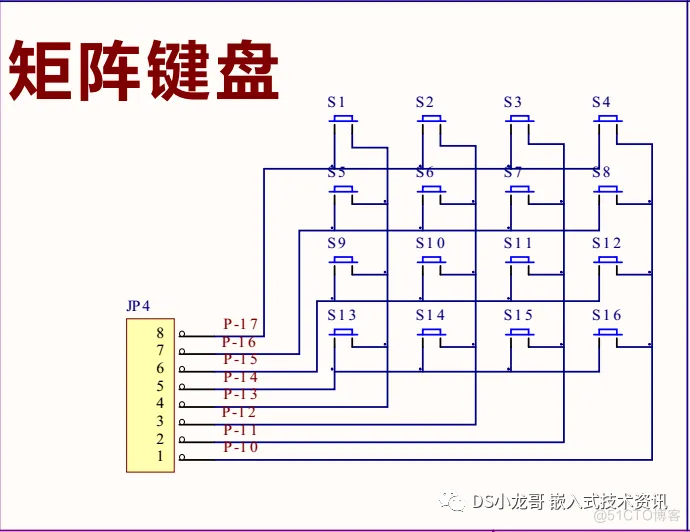 矩阵键盘
S1 S2 S3 S4
S5 S6 S7 S8
S9 S10 S11 S12
JP4
S13 S14 S15 S16
8 P-17
7 P-16
6 P-15
5 P-14
4 P-13
3 P-12
2 P-11
1 P-10
DS小龙哥 嵌入式技术资讯
@51CTO博客